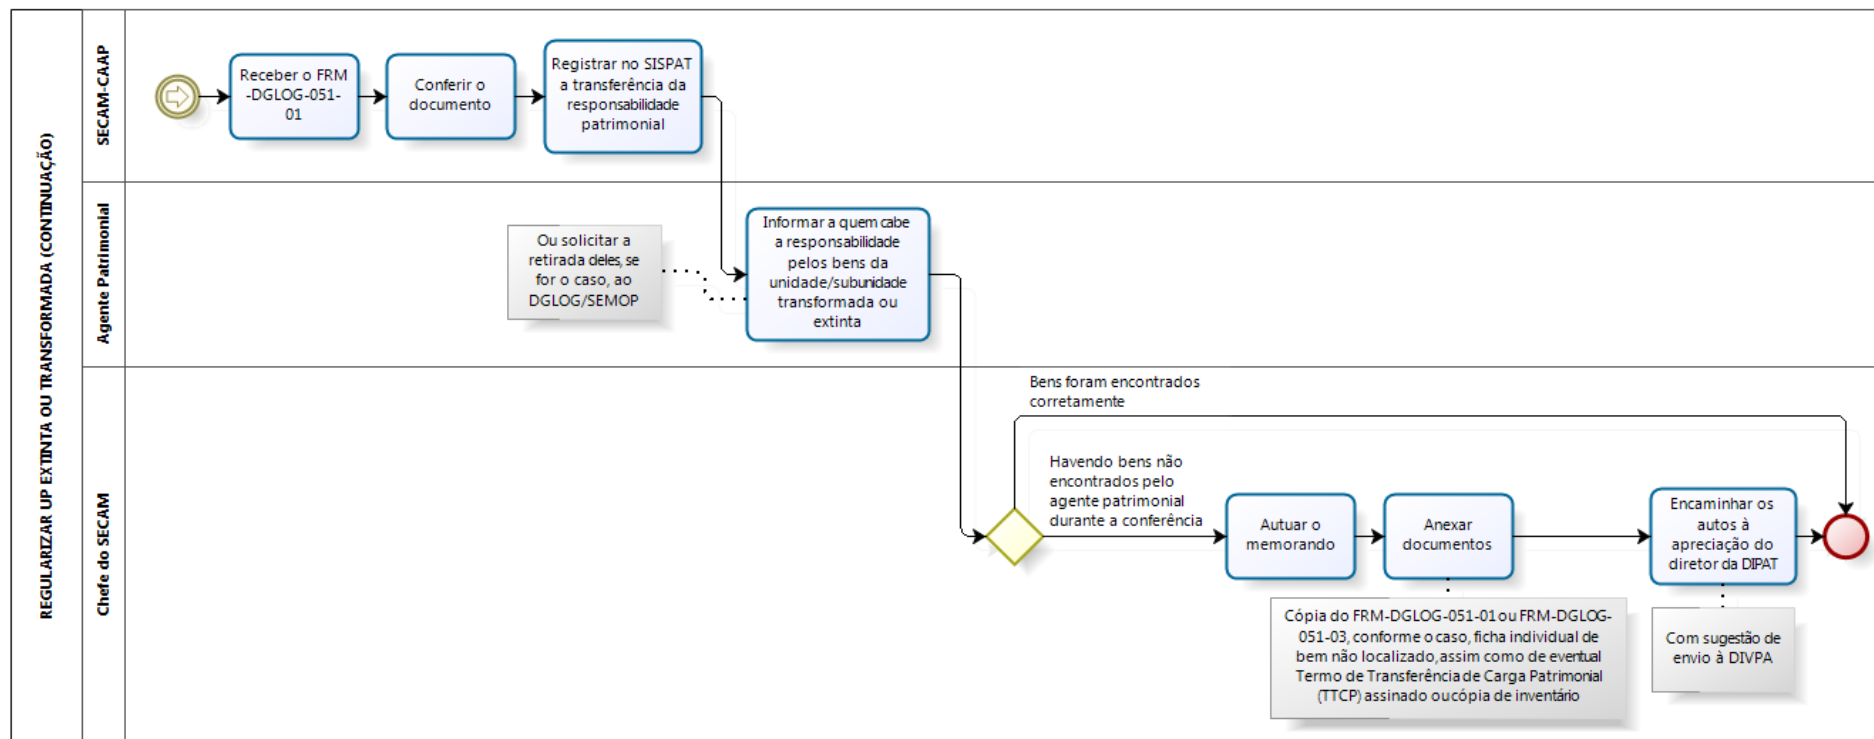 REGULARIZAR UP EXTINTA OU TRANSFORMADA (CONTINUAÇÃO)
SECAM-CAAP
Receber o FRM
-DGLOG-051-
01
Conferir o
documento
Registrar no SISPAT
a transferência da
responsabilidade
patrimonial
Agente Patrimonial
Ou solicitar a
retirada deles, se
for o caso, ao
DGLOG/SEMOP
Informar a quem cabe
a responsabilidade
pelos bens da
unidade/subunidade
transformada ou
extinta
Chefe do SECAM
Bens foram encontrados
corretamente
Havendo bens não
encontrados pelo
agente patrimonial
durante a conferência
Autuar o
memorando
Anexar
documentos
Encaminhar os
autos à
apreciação do
diretor da DIPAT
Cópia do FRM-DGLOG-051-01 ou FRM-DGLOG-
051-03, conforme o caso, ficha individual de
bem não localizado, assim como de eventual
Termo de Transferência de Carga Patrimonial
(TTCP) assinado ou cópia de inventário
Com sugestão de
envio à DIVPA